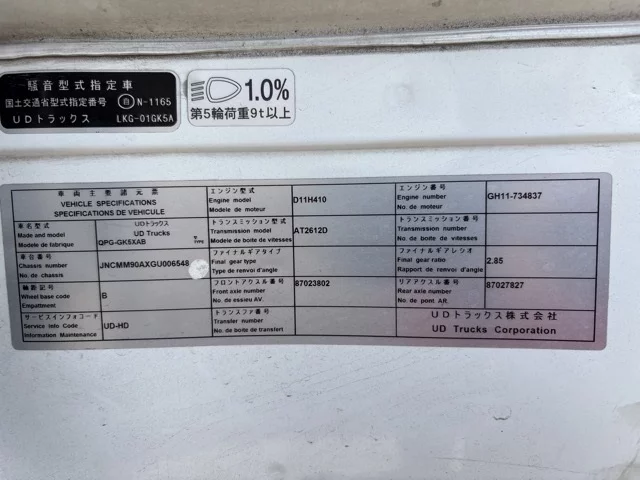 騒音型式指定車
国土交通省型式指定番号 自 N-1165
UDトラックス LKG-01GK5A
1.0%
第5輪荷重9t以上
車両主要諸元票
VEHICLE SPECIFICATIONS
SPECIFICATIONS DE VEHICULE
車名型式
Made and model
Modele de fabrique
UDトラックス
UD Trucks
QPG-GK5XAB
TYPE
車台番号
Chassis number
No. de chassis
JNCMM90AXGU006548
軸距記号
Wheel base code
Empattement
B
サービスインフォコード
Service Info Code
Information Maintenance
UD-HD
エンジン型式
Engine model
Modele de moteur
D11H410
トランスミッション型式
Transmission model
Modele de boite de vitesses
AT2612D
ファイナルギアタイプ
Final gear type
Type de renvoi d'angle
フロントアクスル番号
Front axle number
No. de essieu AV.
87023802
トランスファ番号
Transfer number
No. de boite de transfert
エンジン番号
Engine number
No. de moteur
GH11-734837
トランスミッション番号
Transmission number
No. de boite de vitesses
ファイナルギアレシオ
Final gear ratio
Rapport de renvoi d'angle
2.85
リアアクスル番号
Rear axle number
No. de pont AR.
87027827
UDトラックス株式会社
UD Trucks Corporation